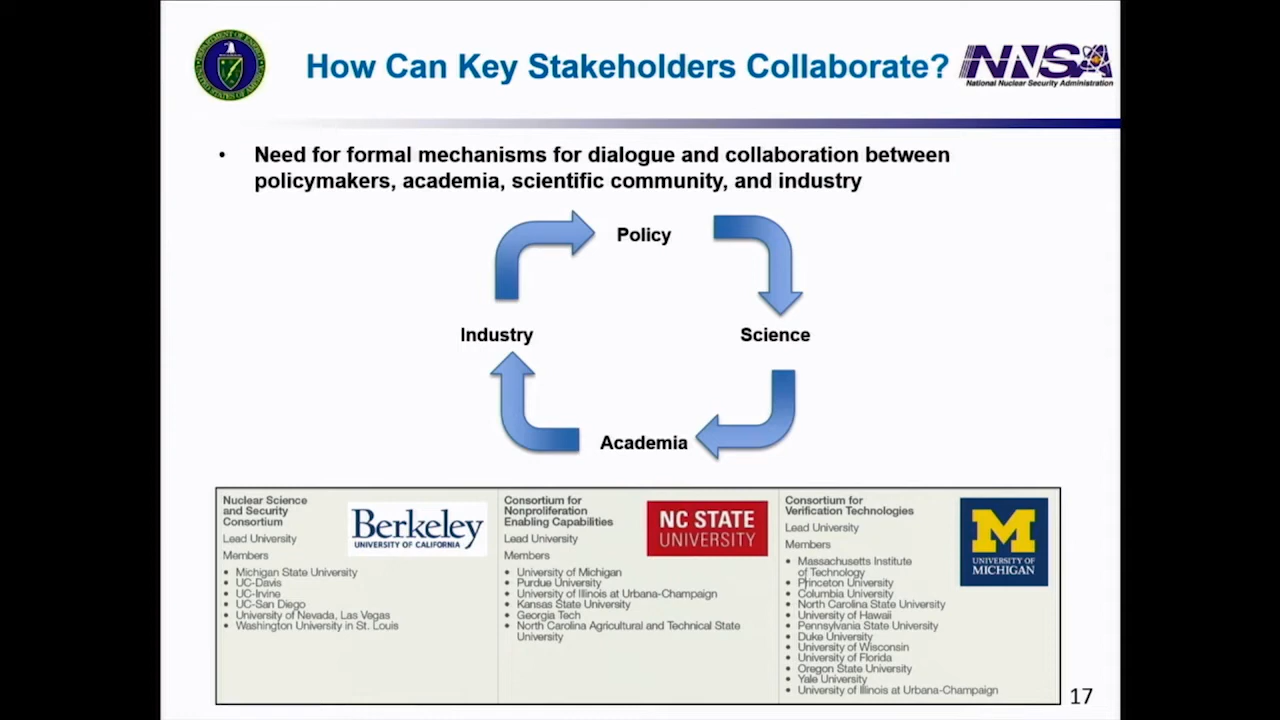 How Can Key Stakeholders Collaborate?
NNSA
National Nuclear Security Administration
• Need for formal mechanisms for dialogue and collaboration between
policymakers, academia, scientific community, and industry
Policy
Industry
Science
Academia
Nuclear Science
and Security
Consortium
Berkeley
UNIVERSITY OF CALIFORNIA
Lead University
Members
• Michigan State University
• UC-Davis
• UC-Irvine
• UC-San Diego
• University of Nevada, Las Vegas
• Washington University in St. Louis
Consortium for
Nonproliferation
Enabling Capabilities
NC STATE
UNIVERSITY
Lead University
Members
• University of Michigan
• Purdue University
• University of Illinois at Urbana-Champaign
• Kansas State University
• Georgia Tech
• North Carolina Agricultural and Technical State
University
Consortium for
Verification Technologies
M
UNIVERSITY OF
MICHIGAN
Lead University
Members
• Massachusetts Institute
of Technology
• Princeton University
• Columbia University
• North Carolina State University
• University of Hawaii
• Pennsylvania State University
• Duke University
• University of Wisconsin
• University of Florida
• Oregon State University
• Yale University
• University of Illinois at Urbana-Champaign
17